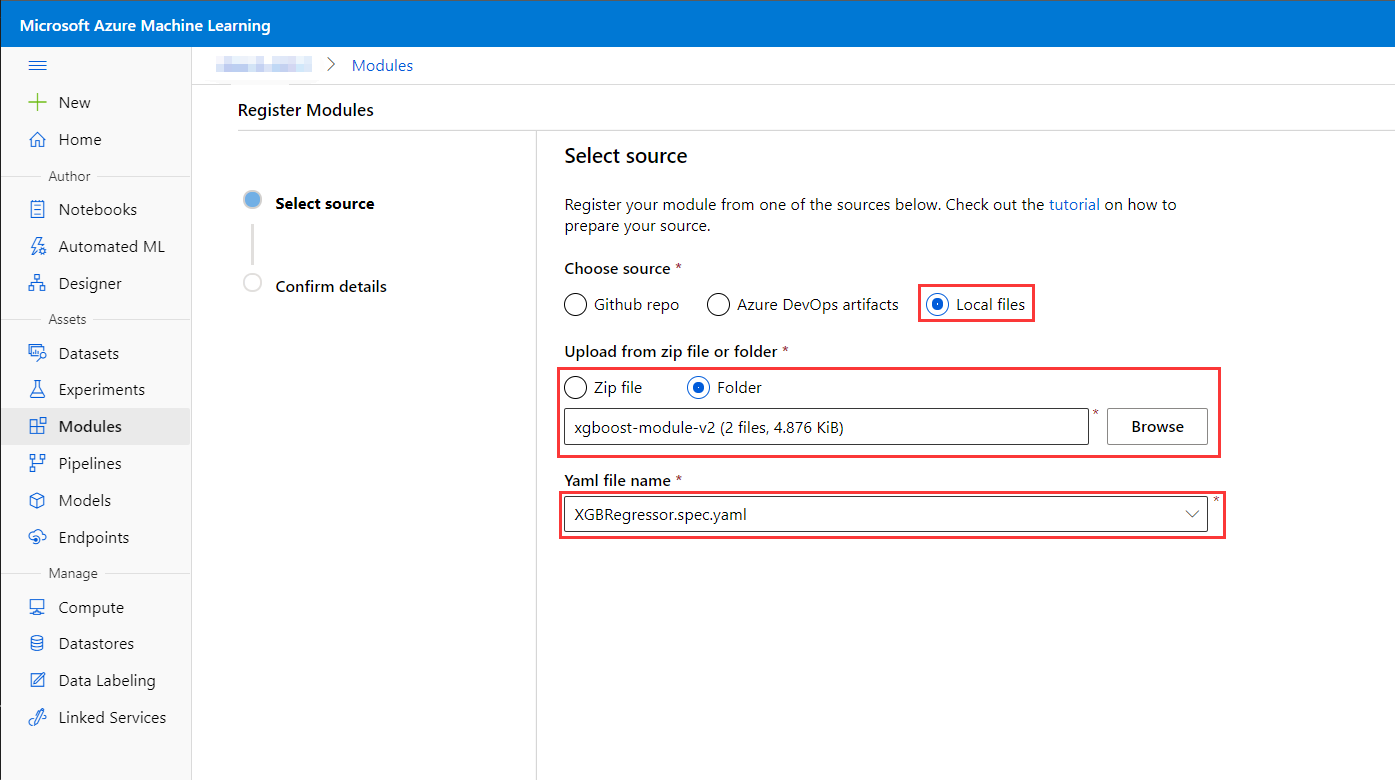 Microsoft Azure Machine Learning
Modules
New
Home
Author
Notebooks
Automated ML
Designer
Assets
Datasets
Experiments
Modules
Pipelines
Models
Endpoints
Manage
Compute
Datastores
Data Labeling
Linked Services
Register Modules
Select source
Confirm details
Select source
Register your module from one of the sources below. Check out the tutorial on how to
prepare your source.
Choose source *
Github repo Azure DevOps artifacts Local files
Upload from zip file or folder *
Zip file Folder
xgboost-module-v2 (2 files, 4.876 KiB) * Browse
Yaml file name *
XGBRegressor.spec.yaml *